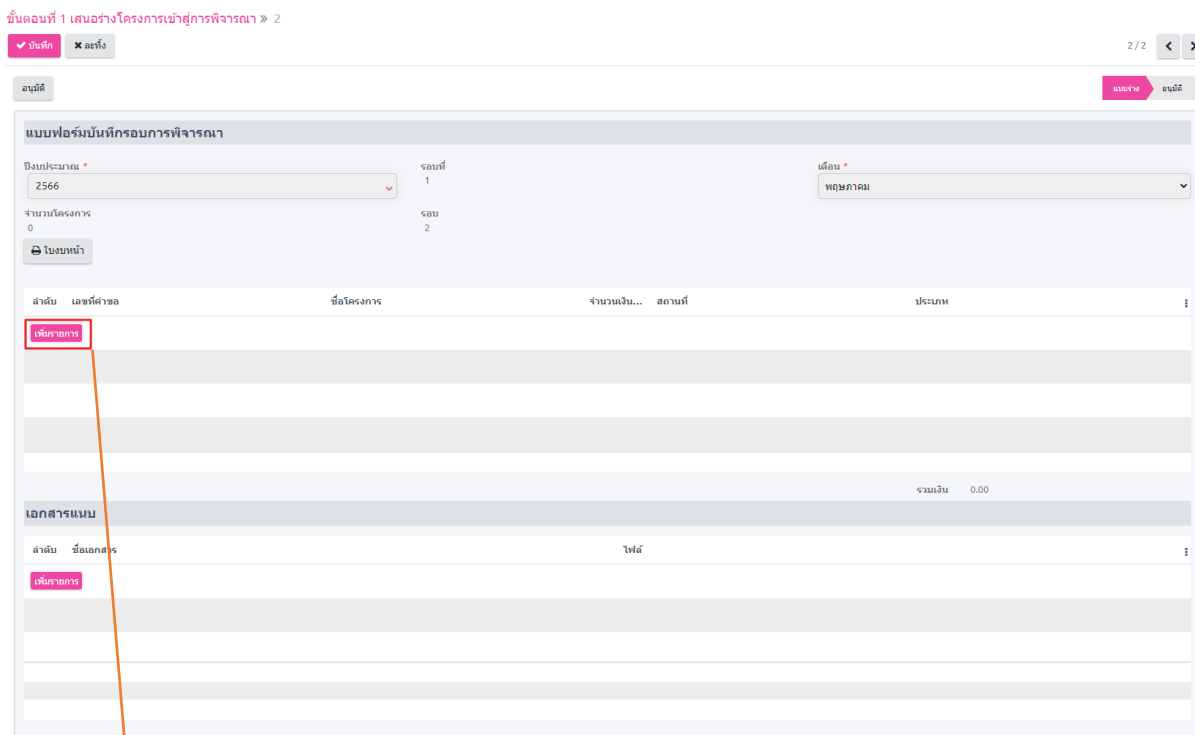 ขั้นตอนที่ 1 เสนอร่างโครงการเข้าสู่การพิจารณา » 2
✔ บันทึก ✖ ละทิ้ง 2 / 2
อนุมัติ แบบร่าง อนุมัติ
แบบฟอร์มบันทึกรอบการพิจารณา
ปีงบประมาณ * รอบที่ เดือน *
2566 1 พฤษภาคม
จำนวนโครงการ รอบ
0 2
ใบงบหน้า
ลำดับ เลขที่คำขอ ชื่อโครงการ จำนวนเงิน... สถานที่ ประเภท
เพิ่มรายการ
รวมเงิน 0.00
เอกสารแนบ
ลำดับ ชื่อเอกสาร ไฟล์
เพิ่มรายการ